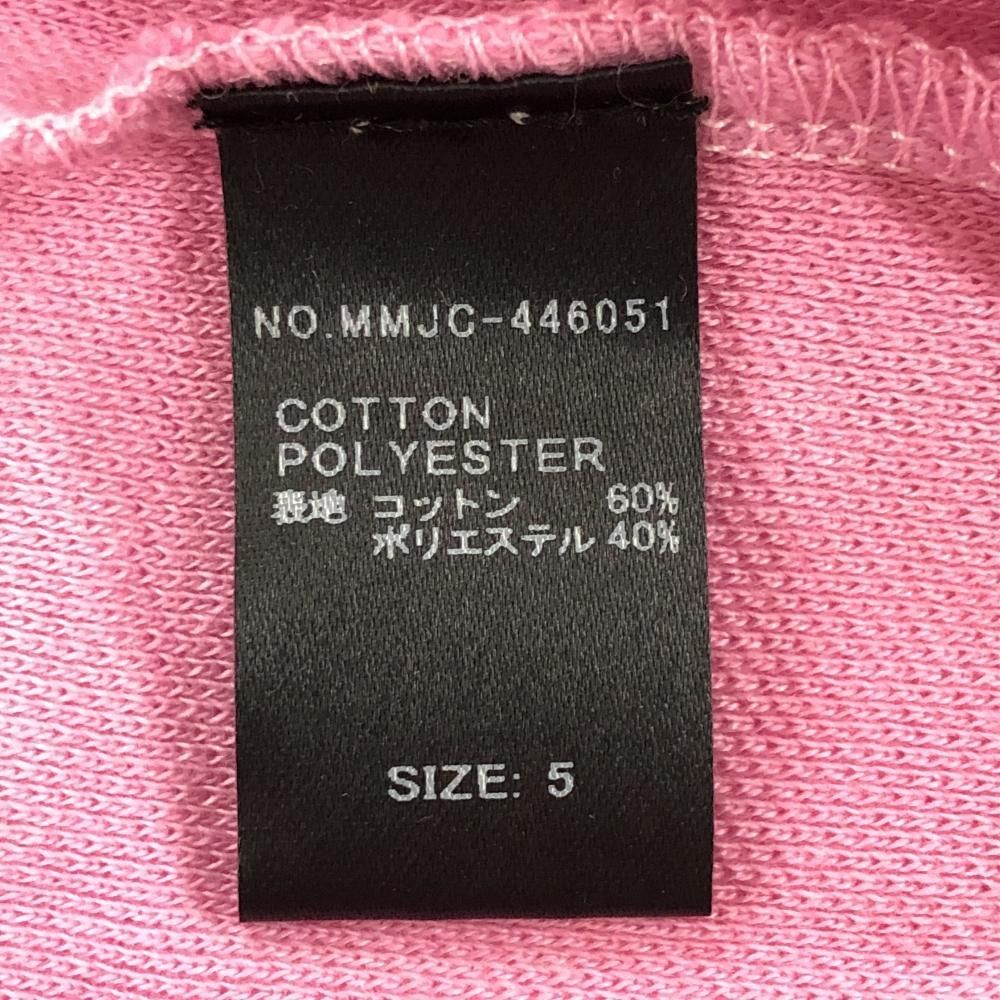 NO.MMJC-446051
COTTON
POLYESTER
表地 コットン 60%
ポリエステル 40%
SIZE: 5